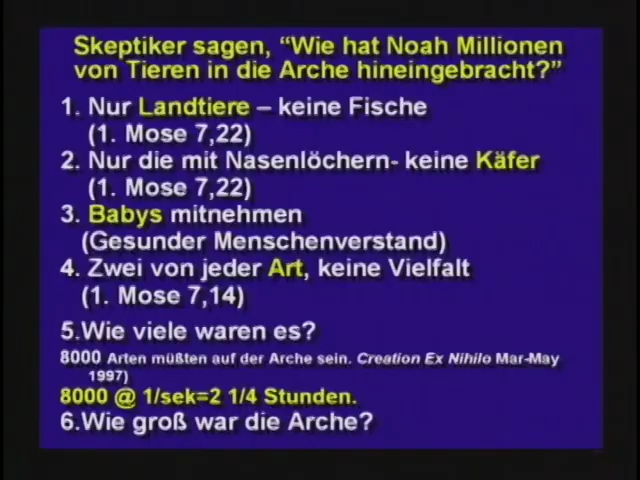 Skeptiker sagen, “Wie hat Noah Millionen
von Tieren in die Arche hineingebracht?”
1. Nur Landtiere – keine Fische
(1. Mose 7,22)
2. Nur die mit Nasenlöchern- keine Käfer
(1. Mose 7,22)
3. Babys mitnehmen
(Gesunder Menschenverstand)
4. Zwei von jeder Art, keine Vielfalt
(1. Mose 7,14)
5.Wie viele waren es?
8000 Arten müßten auf der Arche sein. Creation Ex Nihilo Mar-May
1997)
8000 @ 1/sek=2 1/4 Stunden.
6.Wie groß war die Arche?